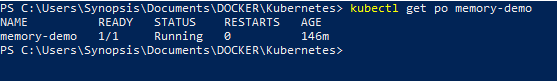 PS C:\Users\Synopsis\Documents\DOCKER\Kubernetes> kubectl get po memory-demo
NAME          READY   STATUS    RESTARTS   AGE
memory-demo   1/1     Running   0          146m
PS C:\Users\Synopsis\Documents\DOCKER\Kubernetes>